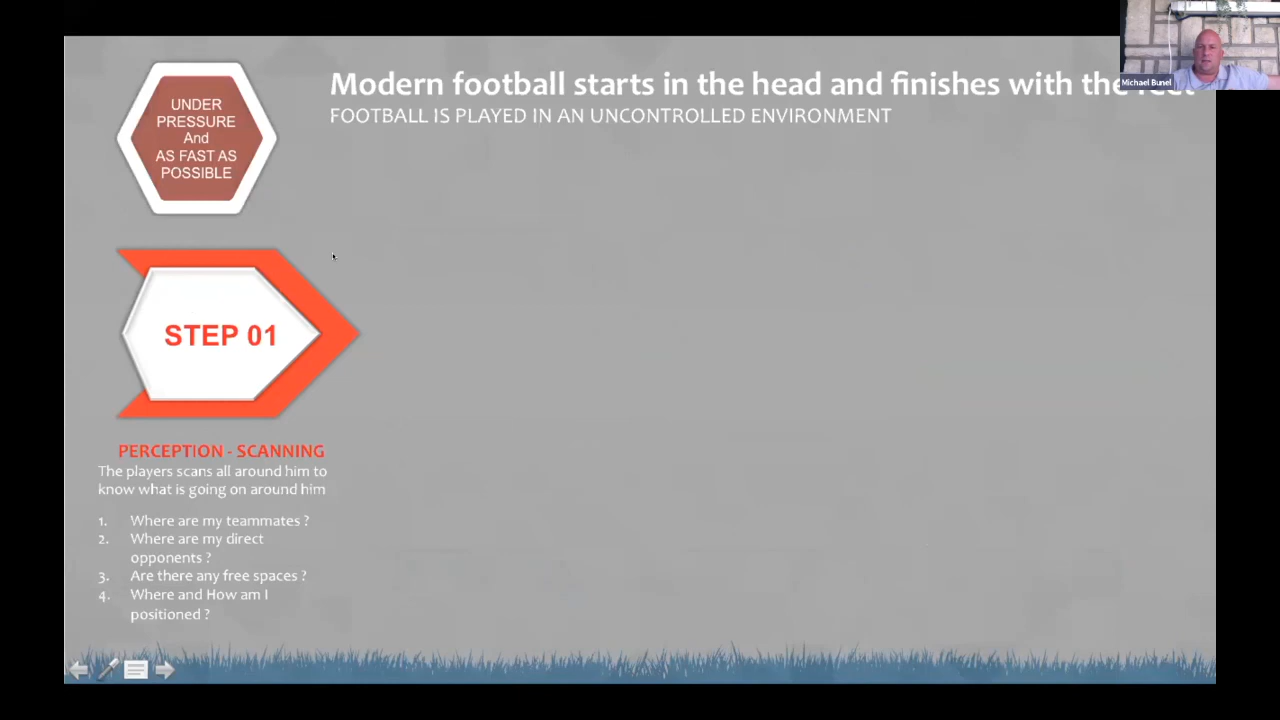 Michael Bunel
Modern football starts in the head and finishes with the
FOOTBALL IS PLAYED IN AN UNCONTROLLED ENVIRONMENT
UNDER
PRESSURE
And
AS FAST AS
POSSIBLE
STEP 01
PERCEPTION - SCANNING
The players scans all around him to
know what is going on around him
1. Where are my teammates ?
2. Where are my direct
opponents ?
3. Are there any free spaces ?
4. Where and How am I
positioned ?